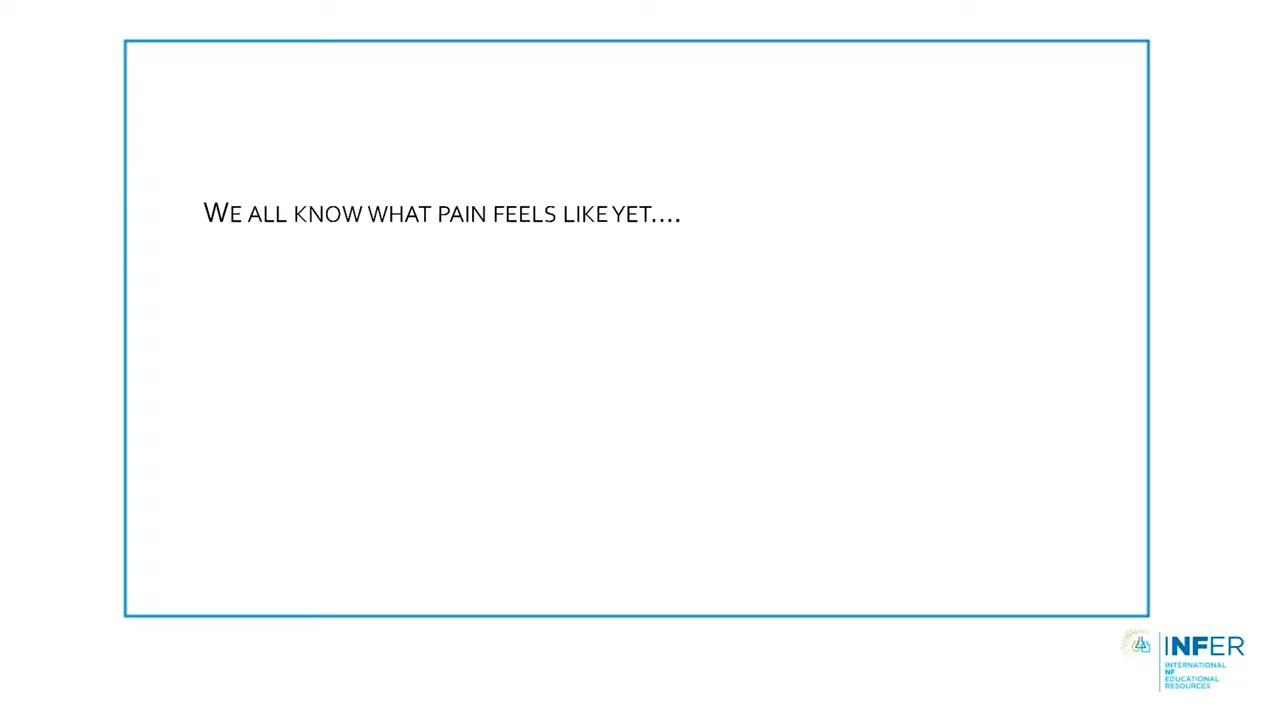 WE ALL KNOW WHAT PAIN FEELS LIKE YET....
INFER
INTERNATIONAL
NF
EDUCATIONAL
RESOURCES